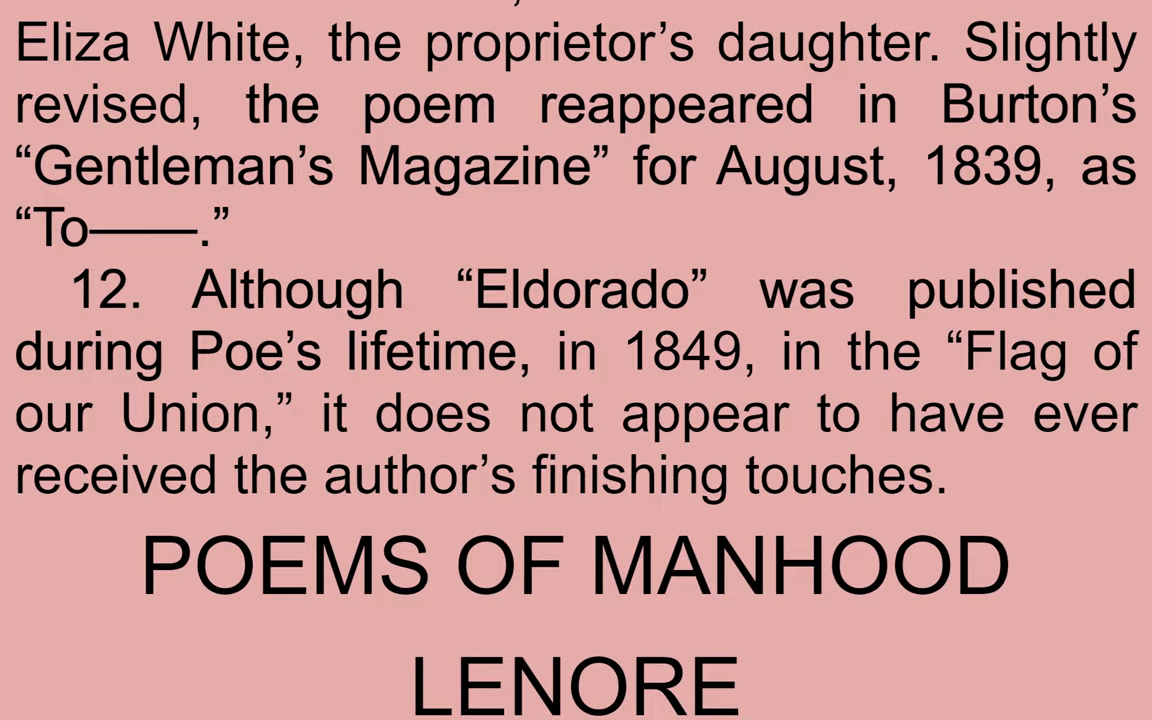 Eliza White, the proprietor’s daughter. Slightly
revised, the poem reappeared in Burton’s
“Gentleman’s Magazine” for August, 1839, as
“To——.”
12. Although “Eldorado” was published
during Poe’s lifetime, in 1849, in the “Flag of
our Union,” it does not appear to have ever
received the author’s finishing touches.
POEMS OF MANHOOD
LENORE